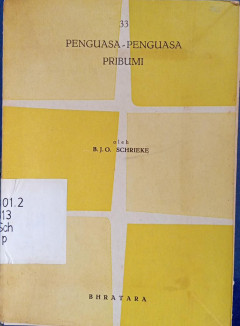 33
PENGUASA-PENGUASA
PRIBUMI
oleh
B.J.O. SCHRIEKE
01.2
13
Sch
p
BHRATARA